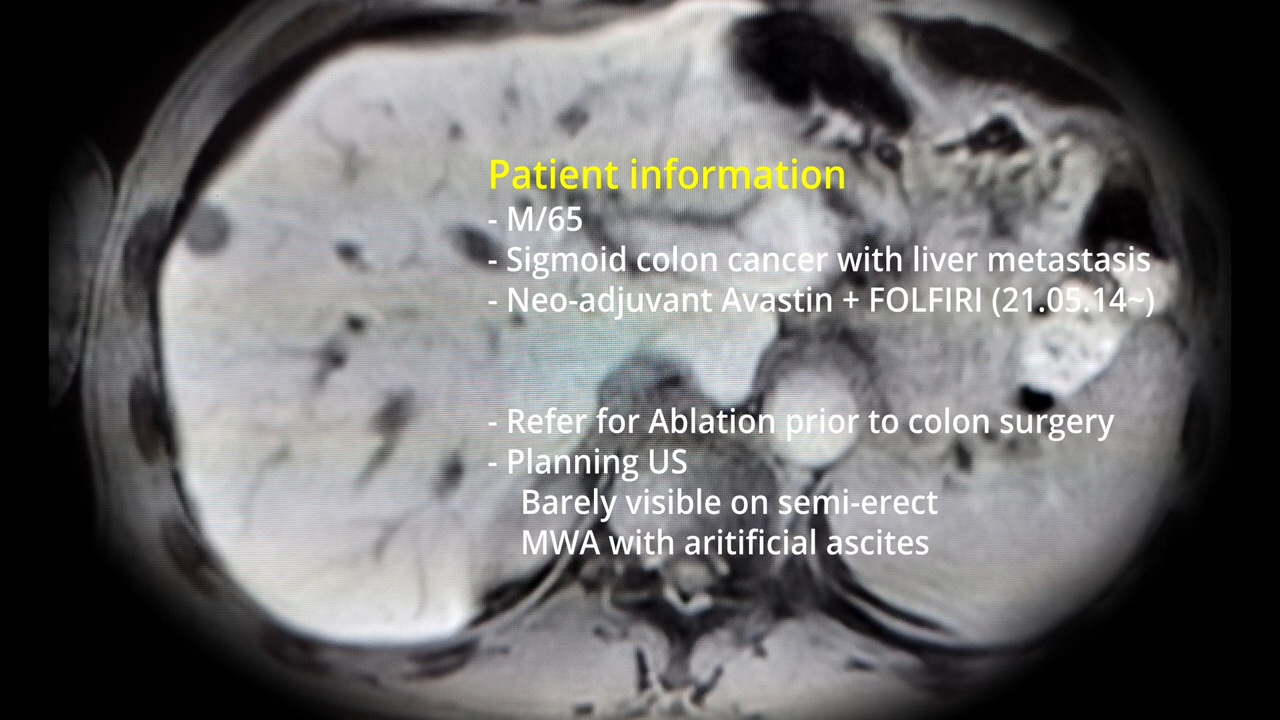 Patient information
- M/65
- Sigmoid colon cancer with liver metastasis
- Neo-adjuvant Avastin + FOLFIRI (21.05.14~)
- Refer for Ablation prior to colon surgery
- Planning US
Barely visible on semi-erect
MWA with aritificial ascites